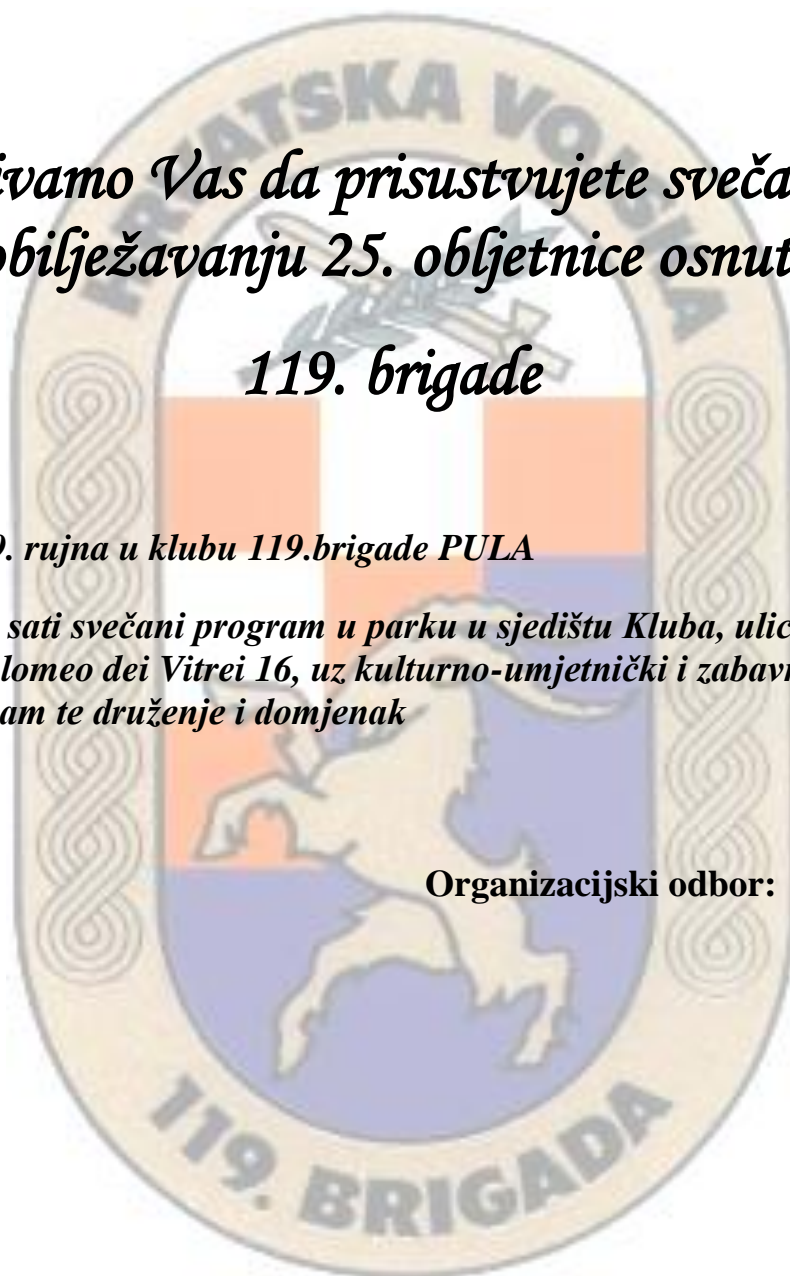 HRVATSKA VOJSKA
ivamo Vas da prisustvujete sveča
obilježavanju 25. obljetnice osnut
119. brigade
9. rujna u klubu 119.brigade PULA
sati svečani program u parku u sjedištu Kluba, ulic
lomeo dei Vitrei 16, uz kulturno-umjetnički i zabavn
am te druženje i domjenak
Organizacijski odbor:
119. BRIGADA